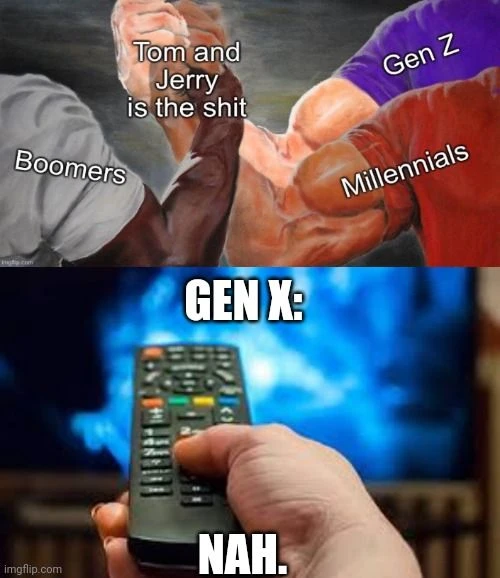 Tom and
Jerry
is the shit
Gen Z
Boomers
Millennials
imgflip.com
GEN X:
NAH.
imgflip.com